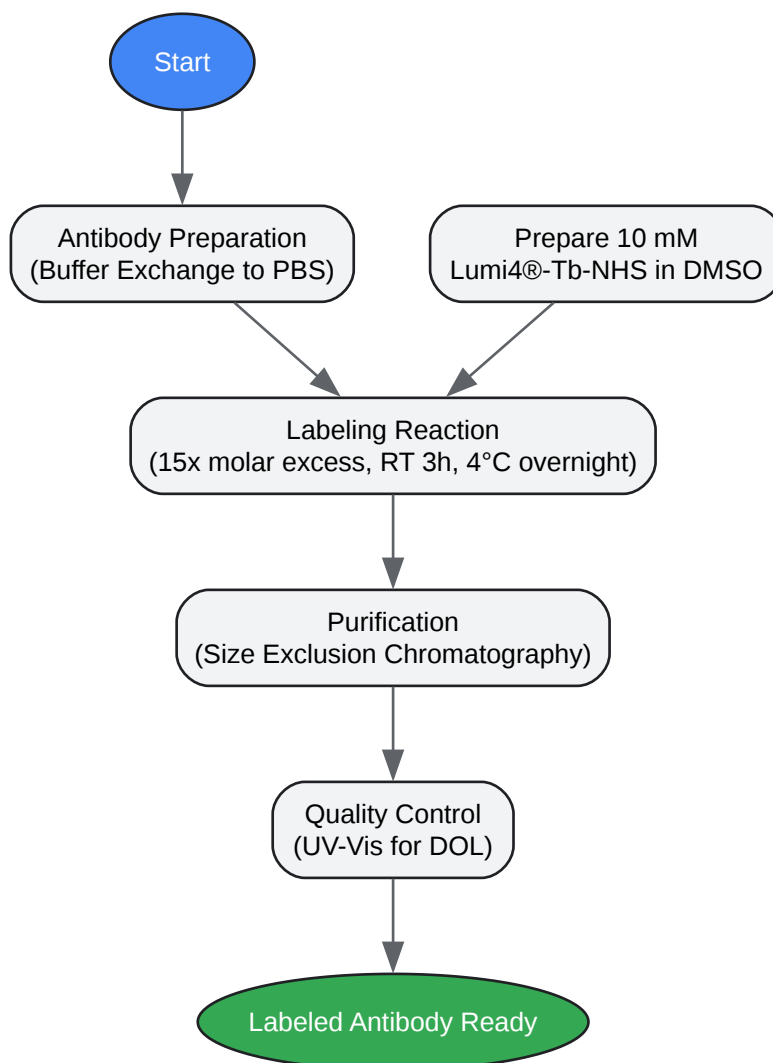 Start
Antibody Preparation
(Buffer Exchange to PBS)
Prepare 10 mM
Lumi4®-Tb-NHS in DMSO
Labeling Reaction
(15x molar excess, RT 3h, 4°C overnight)
Purification
(Size Exclusion Chromatography)
Quality Control
(UV-Vis for DOL)
Labeled Antibody Ready